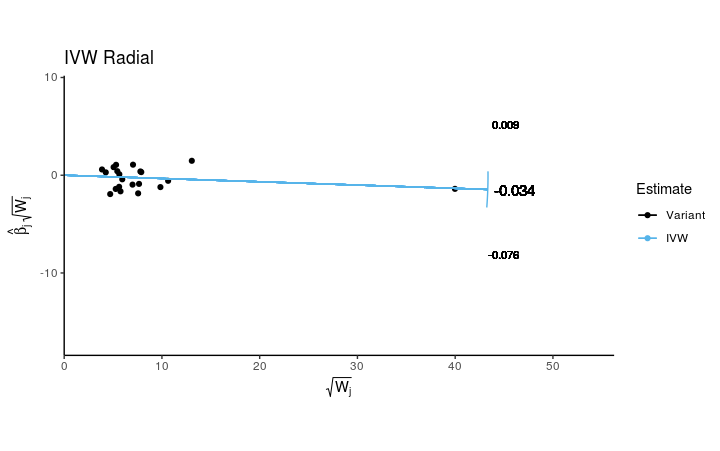 IVW Radial
10
0.009
0
-0.034
-0.076
-10
0
10
20
30
40
50
√Wj
β̂j√Wj
Estimate
Variant
IVW